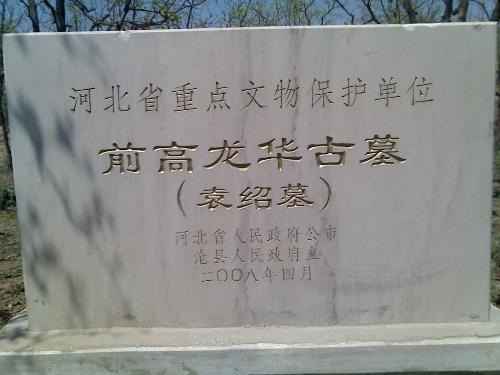 河北省重点文物保护单位
前高龙华古墓
(袁绍墓)
河北省人民政府公布
沧县人民政府立
二〇〇八年四月